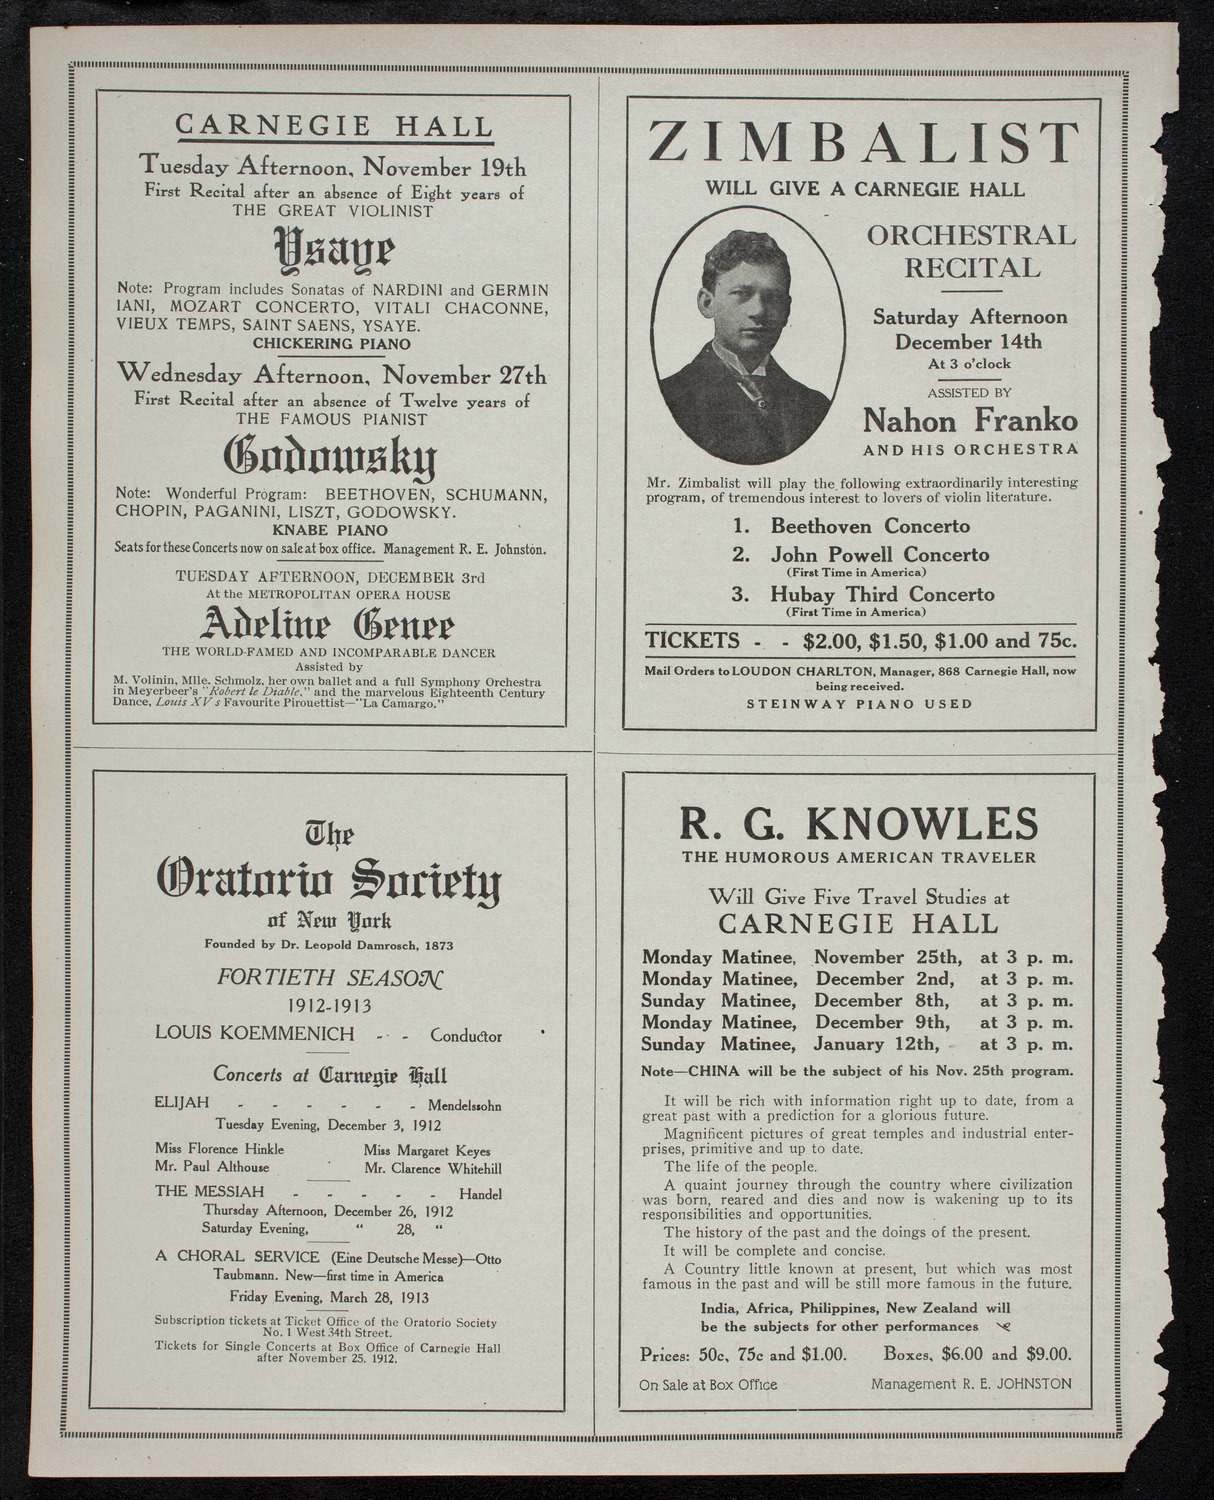 CARNEGIE HALL
Tuesday Afternoon, November 19th
First Recital after an absence of Eight years of
THE GREAT VIOLINIST
Ysaye
Note: Program includes Sonatas of NARDINI and GERMIN
IANI, MOZART CONCERTO, VITALI CHACONNE,
VIEUX TEMPS, SAINT SAENS, YSAYE.
CHICKERING PIANO
Wednesday Afternoon, November 27th
First Recital after an absence of Twelve years of
THE FAMOUS PIANIST
Godowsky
Note: Wonderful Program: BEETHOVEN, SCHUMANN,
CHOPIN, PAGANINI, LISZT, GODOWSKY.
KNABE PIANO
Seats for these Concerts now on sale at box office. Management R. E. Johnston.
TUESDAY AFTERNOON, DECEMBER 3rd
At the METROPOLITAN OPERA HOUSE
Adeline Genee
THE WORLD-FAMED AND INCOMPARABLE DANCER
Assisted by
M. Volinin, Mlle. Schmolz, her own ballet and a full Symphony Orchestra
in Meyerbeer's "Robert le Diable," and the marvelous Eighteenth Century
Dance, Louis XV's Favourite Pirouettist—"La Camargo."
ZIMBALIST
WILL GIVE A CARNEGIE HALL
ORCHESTRAL
RECITAL
Saturday Afternoon
December 14th
At 3 o'clock
ASSISTED BY
Nahon Franko
AND HIS ORCHESTRA
Mr. Zimbalist will play the following extraordinarily interesting
program, of tremendous interest to lovers of violin literature.
1. Beethoven Concerto
2. John Powell Concerto
(First Time in America)
3. Hubay Third Concerto
(First Time in America)
TICKETS - - $2.00, $1.50, $1.00 and 75c.
Mail Orders to LOUDON CHARLTON, Manager, 868 Carnegie Hall, now
being received.
STEINWAY PIANO USED
The
Oratorio Society
of New York
Founded by Dr. Leopold Damrosch, 1873
FORTIETH SEASON
1912-1913
LOUIS KOEMMENICH - - Conductor
Concerts at Carnegie Hall
ELIJAH - - - - - - Mendelssohn
Tuesday Evening, December 3, 1912
Miss Florence Hinkle Miss Margaret Keyes
Mr. Paul Althouse Mr. Clarence Whitehill
THE MESSIAH - - - - - Handel
Thursday Afternoon, December 26, 1912
Saturday Evening, " 28, "
A CHORAL SERVICE (Eine Deutsche Messe)—Otto
Taubmann. New—first time in America
Friday Evening, March 28, 1913
Subscription tickets at Ticket Office of the Oratorio Society
No. 1 West 34th Street.
Tickets for Single Concerts at Box Office of Carnegie Hall
after November 25, 1912.
R. G. KNOWLES
THE HUMOROUS AMERICAN TRAVELER
Will Give Five Travel Studies at
CARNEGIE HALL
Monday Matinee, November 25th, at 3 p. m.
Monday Matinee, December 2nd, at 3 p. m.
Sunday Matinee, December 8th, at 3 p. m.
Monday Matinee, December 9th, at 3 p. m.
Sunday Matinee, January 12th, at 3 p. m.
Note—CHINA will be the subject of his Nov. 25th program.
It will be rich with information right up to date, from a
great past with a prediction for a glorious future.
Magnificent pictures of great temples and industrial enter-
prises, primitive and up to date.
The life of the people.
A quaint journey through the country where civilization
was born, reared and dies and now is wakening up to its
responsibilities and opportunities.
The history of the past and the doings of the present.
It will be complete and concise.
A Country little known at present, but which was most
famous in the past and will be still more famous in the future.
India, Africa, Philippines, New Zealand will
be the subjects for other performances
Prices: 50c, 75c and $1.00. Boxes, $6.00 and $9.00.
On Sale at Box Office Management R. E. JOHNSTON